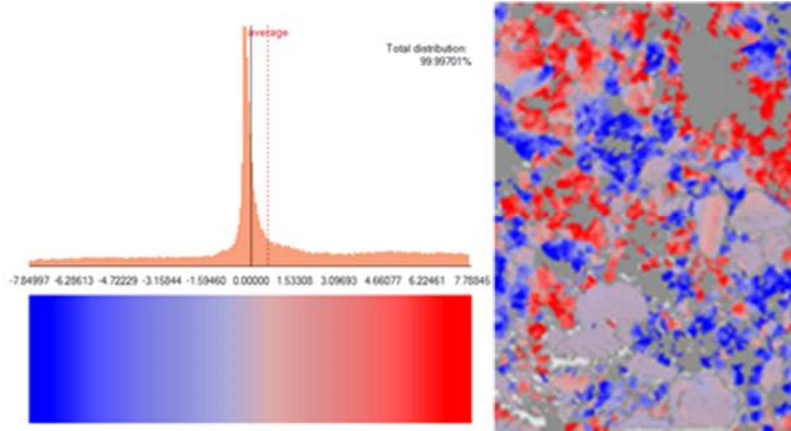 average
Total distribution:
99.99701%
-7.84997 -6.28613 -4.72229 -3.15844 -1.59460 0.00000 1.53308 3.09693 4.66077 6.22461 7.78845